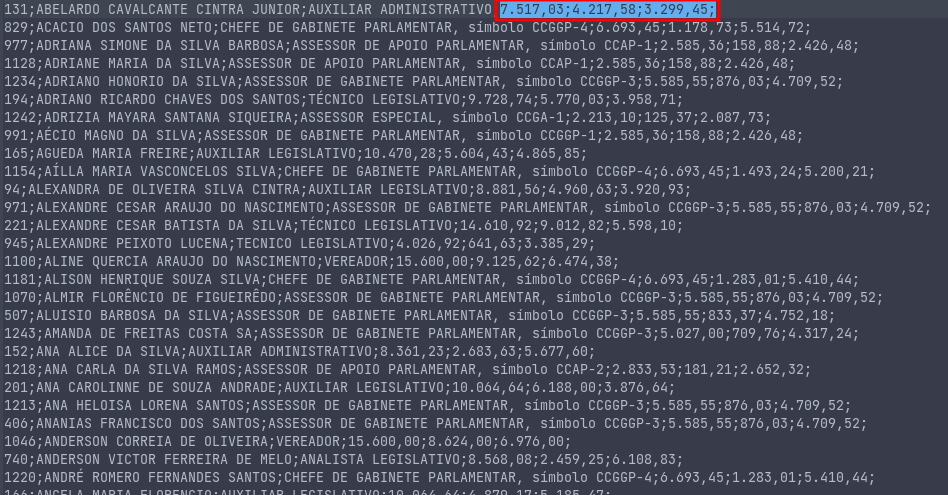 131;ABELARDO CAVALCANTE CINTRA JUNIOR;AUXILIAR ADMINISTRATIVO;7.517,03;4.217,58;3.299,45;
829;ACACIO DOS SANTOS NETO;CHEFE DE GABINETE PARLAMENTAR, símbolo CCGGP-4;6.693,45;1.178,73;5.514,72;
977;ADRIANA SIMONE DA SILVA BARBOSA;ASSESSOR DE APOIO PARLAMENTAR, símbolo CCAP-1;2.585,36;158,88;2.426,48;
1128;ADRIANE MARIA DA SILVA;ASSESSOR DE APOIO PARLAMENTAR, símbolo CCAP-1;2.585,36;158,88;2.426,48;
1234;ADRIANO HONORIO DA SILVA;ASSESSOR DE GABINETE PARLAMENTAR, símbolo CCGGP-3;5.585,55;876,03;4.709,52;
194;ADRIANO RICARDO CHAVES DOS SANTOS;TÉCNICO LEGISLATIVO;9.728,74;5.770,03;3.958,71;
1242;ADRIZIA MAYARA SANTANA SIQUEIRA;ASSESSOR ESPECIAL, símbolo CCGA-1;2.213,10;125,37;2.087,73;
991;AÉCIO MAGNO DA SILVA;ASSESSOR DE GABINETE PARLAMENTAR, símbolo CCGGP-1;2.585,36;158,88;2.426,48;
165;AGUEDA MARIA FREIRE;AUXILIAR LEGISLATIVO;10.470,28;5.604,43;4.865,85;
1154;AÍLLA MARIA VASCONCELOS SILVA;CHEFE DE GABINETE PARLAMENTAR, símbolo CCGGP-4;6.693,45;1.493,24;5.200,21;
94;ALEXANDRA DE OLIVEIRA SILVA CINTRA;AUXILIAR LEGISLATIVO;8.881,56;4.960,63;3.920,93;
971;ALEXANDRE CESAR ARAUJO DO NASCIMENTO;ASSESSOR DE GABINETE PARLAMENTAR, símbolo CCGGP-3;5.585,55;876,03;4.709,52;
221;ALEXANDRE CESAR BATISTA DA SILVA;TÉCNICO LEGISLATIVO;14.610,92;9.012,82;5.598,10;
945;ALEXANDRE PEIXOTO LUCENA;TECNICO LEGISLATIVO;4.026,92;641,63;3.385,29;
1100;ALINE QUERCIA ARAUJO DO NASCIMENTO;VEREADOR;15.600,00;9.125,62;6.474,38;
1181;ALISON HENRIQUE SOUZA SILVA;CHEFE DE GABINETE PARLAMENTAR, símbolo CCGGP-4;6.693,45;1.283,01;5.410,44;
1070;ALMIR FLORÊNCIO DE FIGUEIRÊDO;ASSESSOR DE GABINETE PARLAMENTAR, símbolo CCGGP-3;5.585,55;876,03;4.709,52;
507;ALUISIO BARBOSA DA SILVA;ASSESSOR DE GABINETE PARLAMENTAR, símbolo CCGGP-3;5.585,55;833,37;4.752,18;
1243;AMANDA DE FREITAS COSTA SA;ASSESSOR DE GABINETE PARLAMENTAR, símbolo CCGGP-3;5.027,00;709,76;4.317,24;
152;ANA ALICE DA SILVA;AUXILIAR ADMINISTRATIVO;8.361,23;2.683,63;5.677,60;
1218;ANA CARLA DA SILVA RAMOS;ASSESSOR DE APOIO PARLAMENTAR, símbolo CCAP-2;2.833,53;181,21;2.652,32;
201;ANA CAROLINNE DE SOUZA ANDRADE;AUXILIAR LEGISLATIVO;10.064,64;6.188,00;3.876,64;
1213;ANA HELOISA LORENA SANTOS;ASSESSOR DE GABINETE PARLAMENTAR, símbolo CCGGP-3;5.585,55;876,03;4.709,52;
406;ANANIAS FRANCISCO DOS SANTOS;ASSESSOR DE GABINETE PARLAMENTAR, símbolo CCGGP-3;5.585,55;876,03;4.709,52;
1046;ANDERSON CORREIA DE OLIVEIRA;VEREADOR;15.600,00;8.624,00;6.976,00;
740;ANDERSON VICTOR FERREIRA DE MELO;ANALISTA LEGISLATIVO;8.568,08;2.459,25;6.108,83;
1220;ANDRÉ ROMERO FERNANDES SANTOS;CHEFE DE GABINETE PARLAMENTAR, símbolo CCGGP-4;6.693,45;1.283,01;5.410,44;
166;ANGELA MARIA FLORENCIO;AUXILIAR LEGISLATIVO;10.064,64;4.879,17;5.185,47;